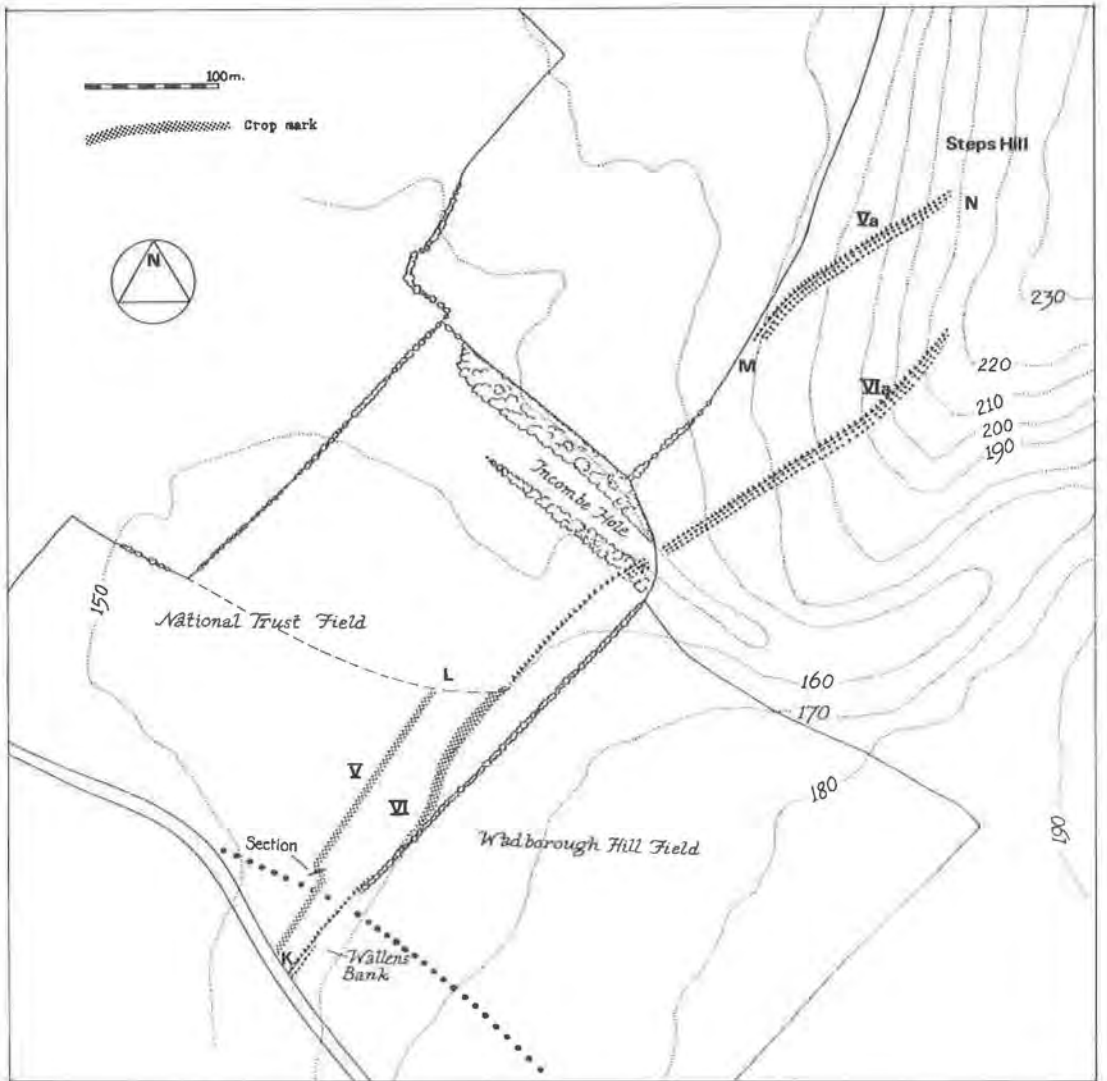 100m.
Crop mark
N
Steps Hill
N
Va
230
M
220
VIa
210
200
190
Incombe Hole
150
National Trust Field
L
160
170
V
180
VI
190
Section
Wadborough Hill Field
K
Wallens
Bank